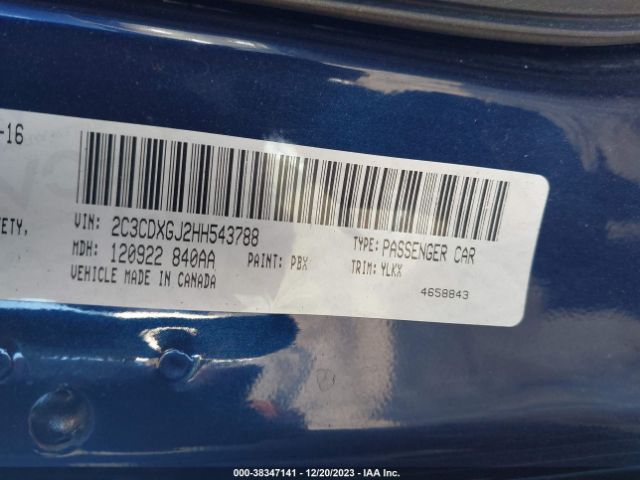 -16
ETY,
VIN: 2C3CDXGJ2HH543788
TYPE: PASSENGER CAR
MDH: 120922 840AA
PAINT: PBX
TRIM: YLKX
VEHICLE MADE IN CANADA
4658843
000-38347141 | 12/20/2023 - IAA Inc.